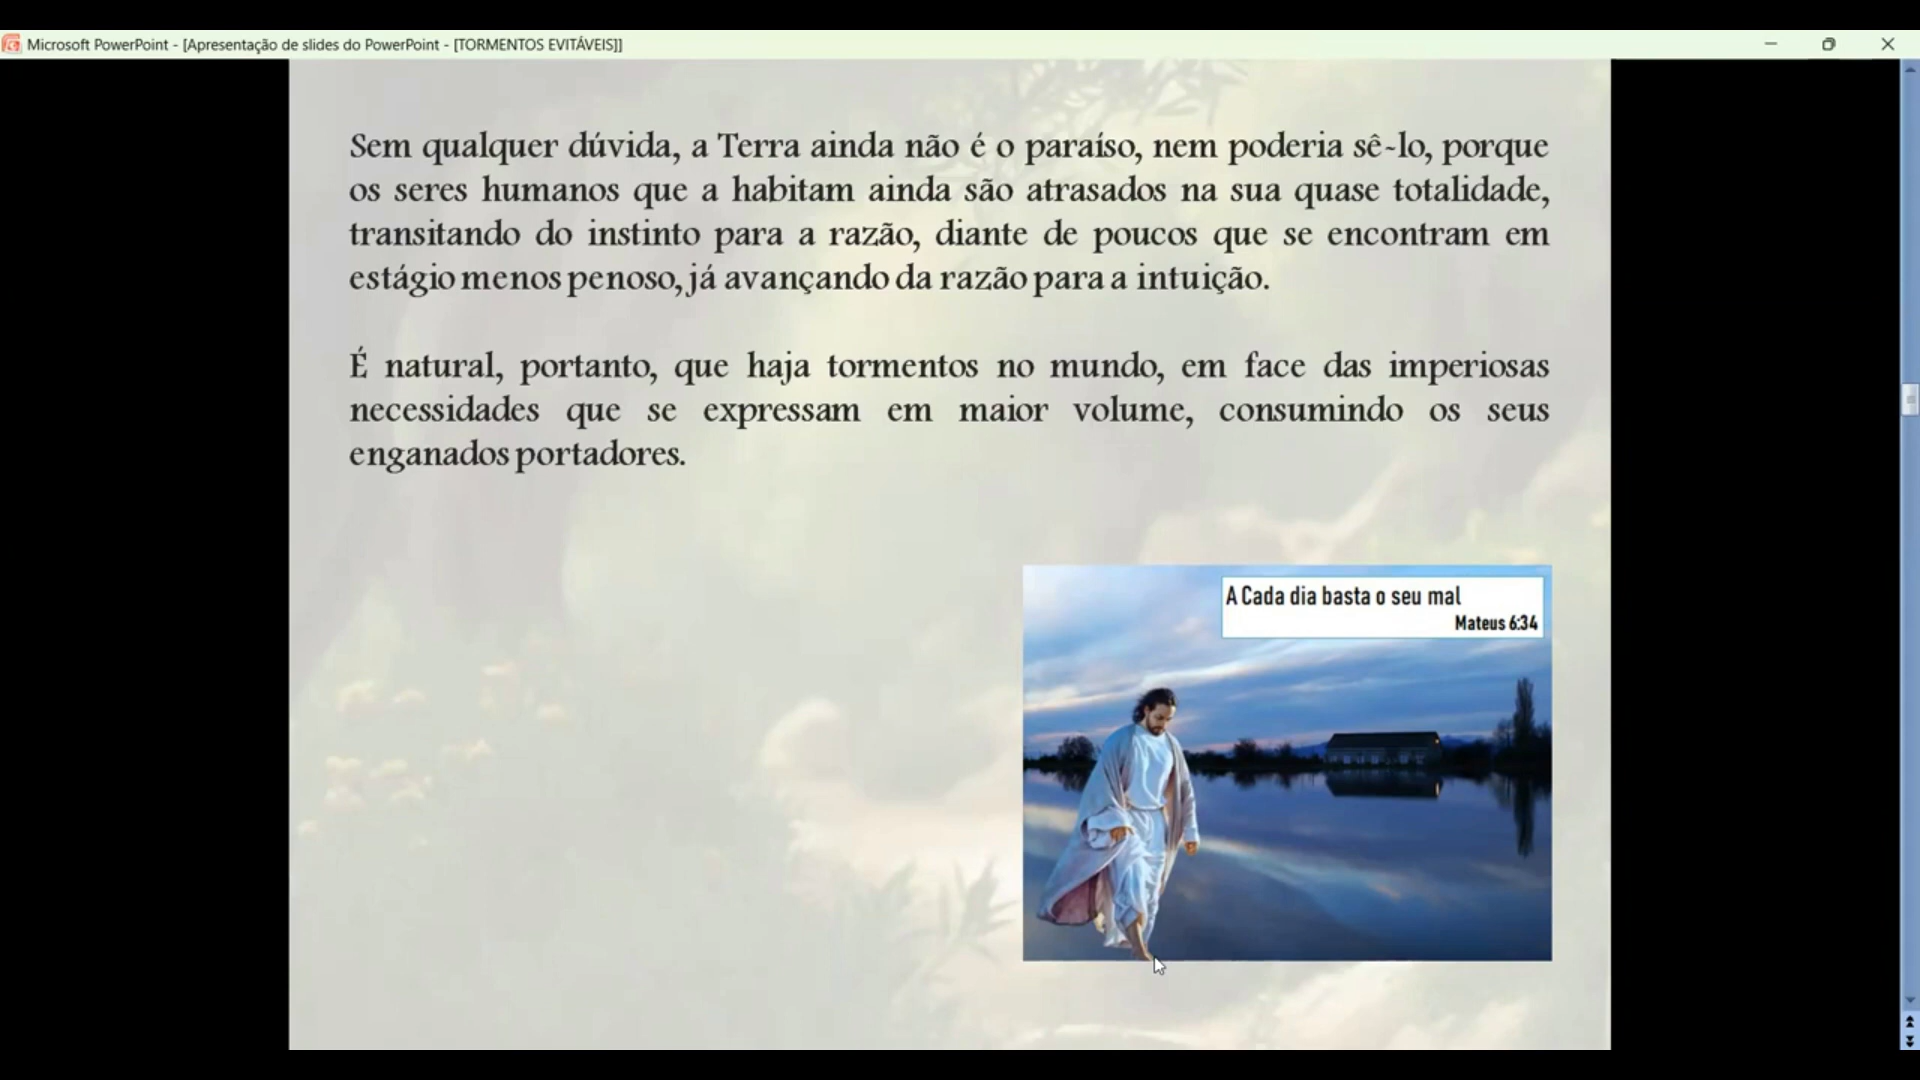 Microsoft PowerPoint - [Apresentação de slides do PowerPoint - [TORMENTOS EVITÁVEIS]]
Sem qualquer dúvida, a Terra ainda não é o paraíso, nem poderia sê-lo, porque
os seres humanos que a habitam ainda são atrasados na sua quase totalidade,
transitando do instinto para a razão, diante de poucos que se encontram em
estágio menos penoso, já avançando da razão para a intuição.
É natural, portanto, que haja tormentos no mundo, em face das imperiosas
necessidades que se expressam em maior volume, consumindo os seus
enganados portadores.
A Cada dia basta o seu mal
Mateus 6:34